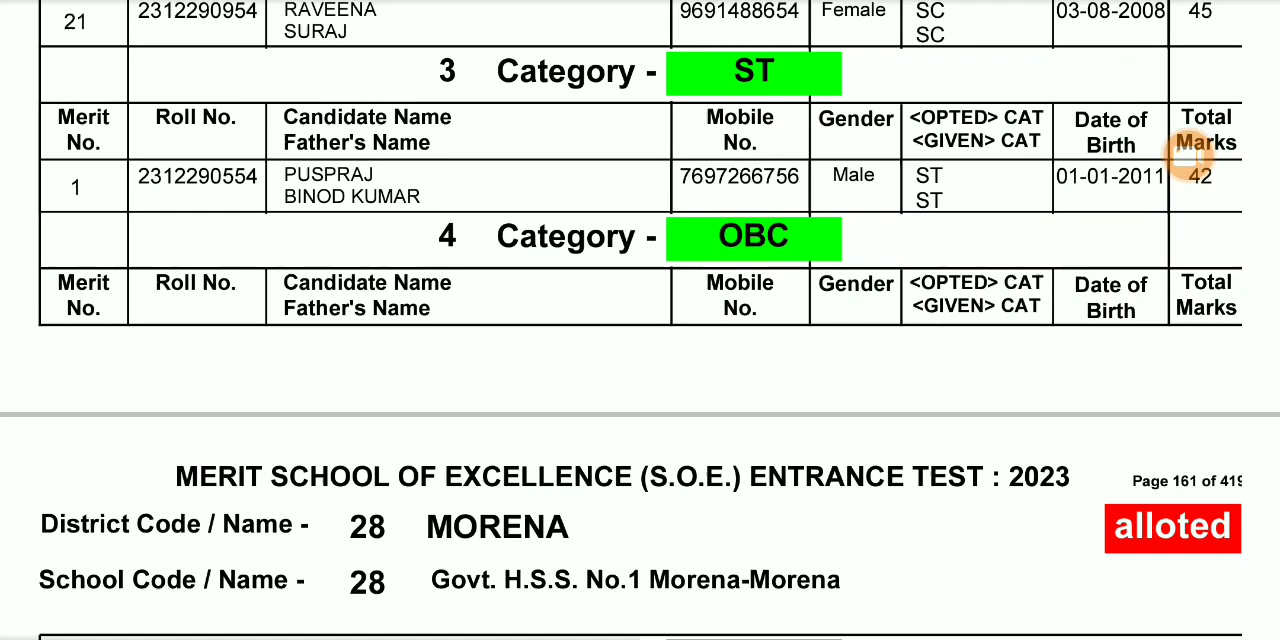 21 2312290954 RAVEENA 9691488654 Female SC 03-08-2008 45
SURAJ SC
3 Category - ST
Merit Roll No. Candidate Name Mobile Gender <OPTED> CAT Date of Total
No. Father's Name No. <GIVEN> CAT Birth Marks
1 2312290554 PUSPRAJ 7697266756 Male ST 01-01-2011 42
BINOD KUMAR ST
4 Category - OBC
Merit Roll No. Candidate Name Mobile Gender <OPTED> CAT Date of Total
No. Father's Name No. <GIVEN> CAT Birth Marks
MERIT SCHOOL OF EXCELLENCE (S.O.E.) ENTRANCE TEST : 2023 Page 161 of 419
District Code / Name - 28 MORENA alloted
School Code / Name - 28 Govt. H.S.S. No.1 Morena-Morena